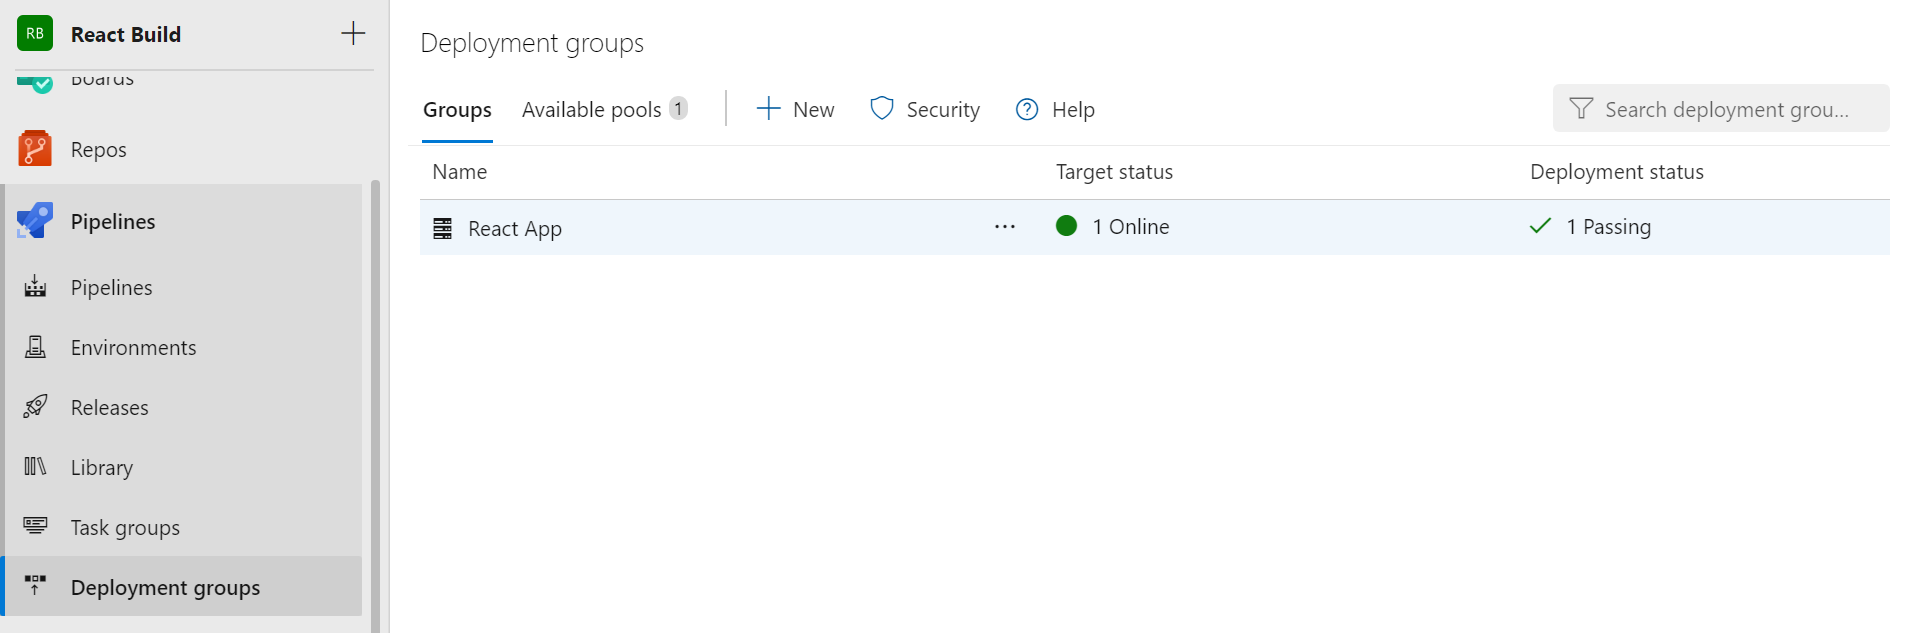 RB
React Build
Boards
Repos
Pipelines
Pipelines
Environments
Releases
Library
Task groups
Deployment groups
Deployment groups
Groups
Available pools 1
New
Security
Help
Search deployment grou...
Name
Target status
Deployment status
React App
1 Online
1 Passing